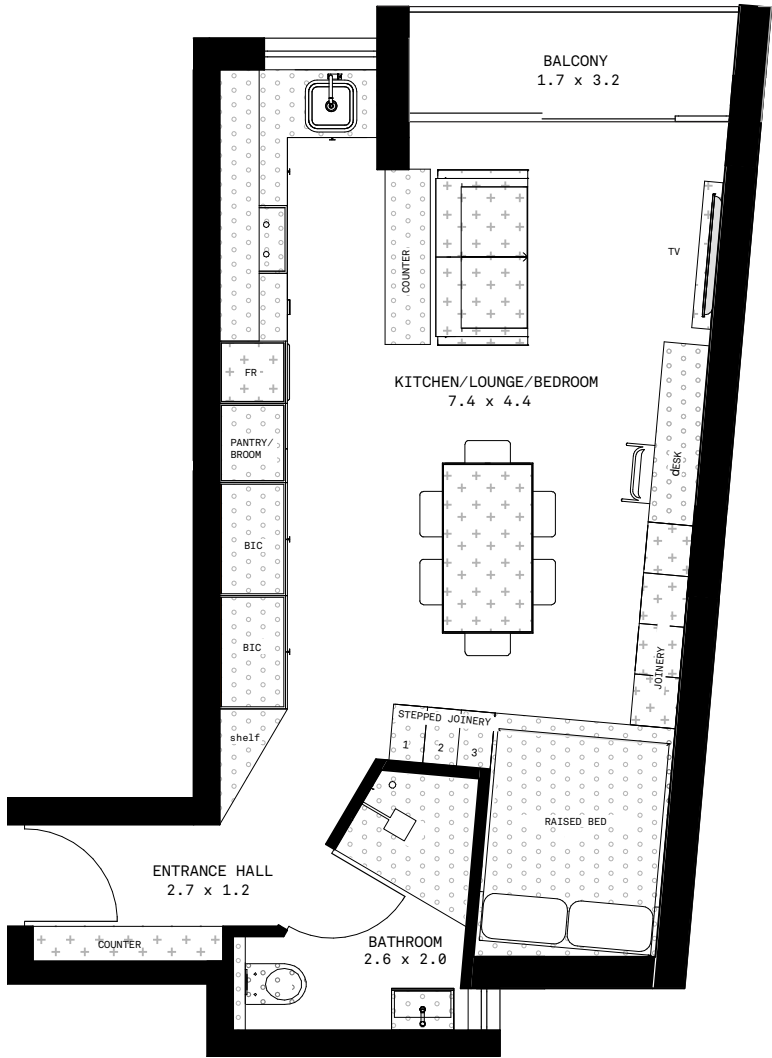 BALCONY
1.7 x 3.2
TV
COUNTER
KITCHEN/LOUNGE/BEDROOM
7.4 x 4.4
FR
PANTRY/
BROOM
dESK
BIC
BIC
JOINERY
shelf
STEPPED JOINERY
1
2
3
RAISED BED
ENTRANCE HALL
2.7 x 1.2
COUNTER
BATHROOM
2.6 x 2.0